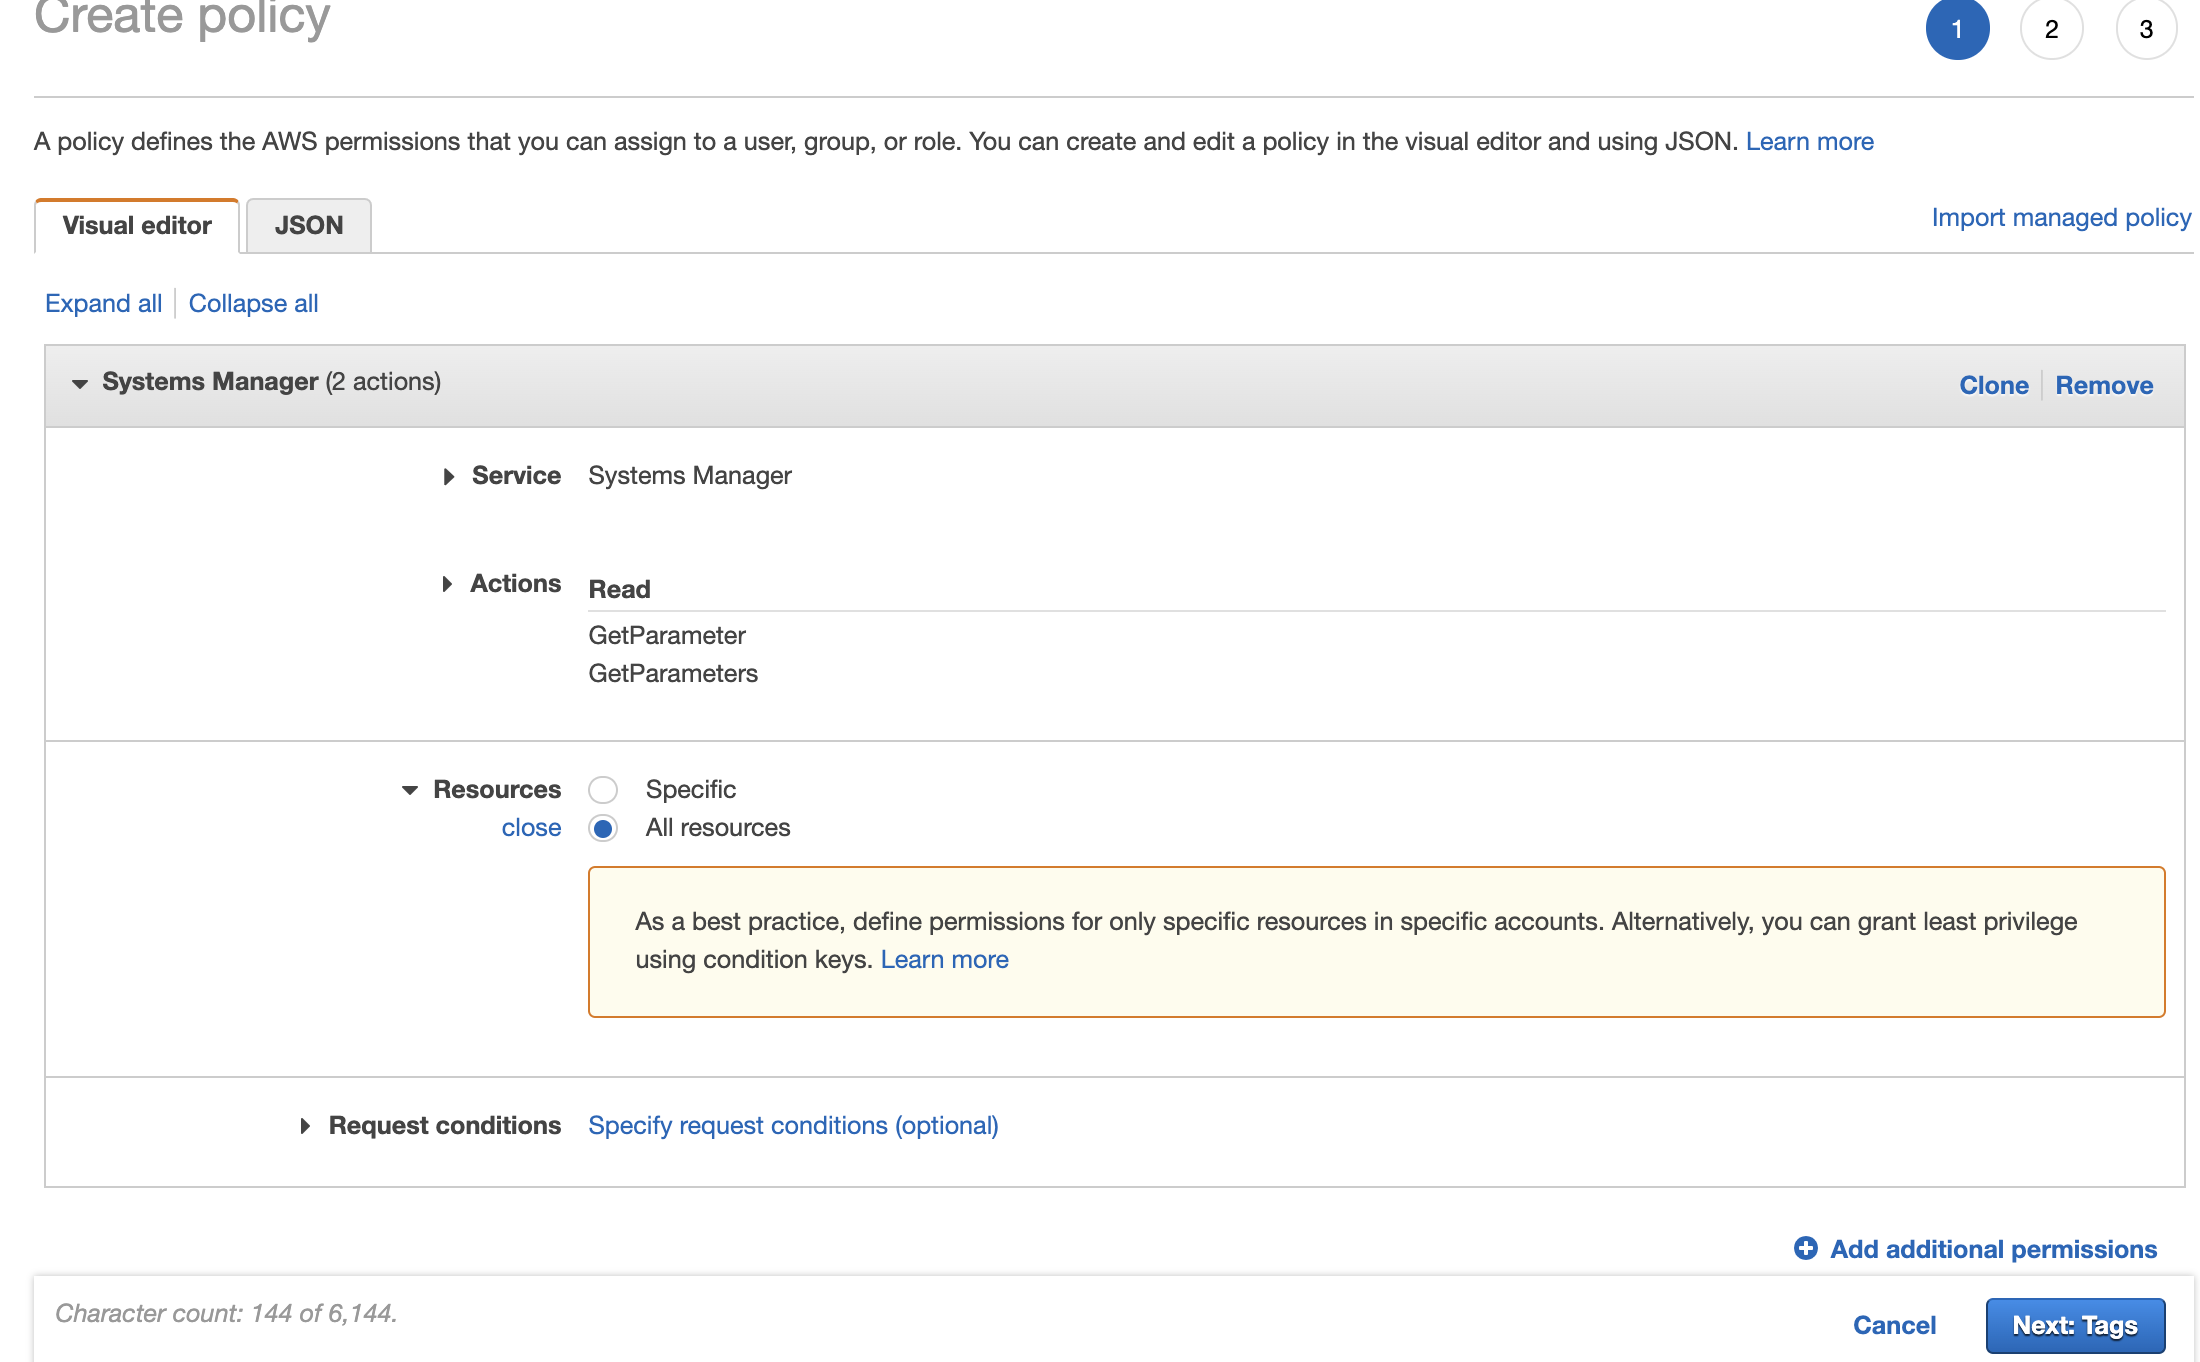 Create policy
1 2 3
A policy defines the AWS permissions that you can assign to a user, group, or role. You can create and edit a policy in the visual editor and using JSON. Learn more
Visual editor JSON Import managed policy
Expand all Collapse all
Systems Manager (2 actions) Clone Remove
Service Systems Manager
Actions Read
GetParameter
GetParameters
Resources Specific
close All resources
As a best practice, define permissions for only specific resources in specific accounts. Alternatively, you can grant least privilege
using condition keys. Learn more
Request conditions Specify request conditions (optional)
Add additional permissions
Character count: 144 of 6,144.
Cancel Next: Tags